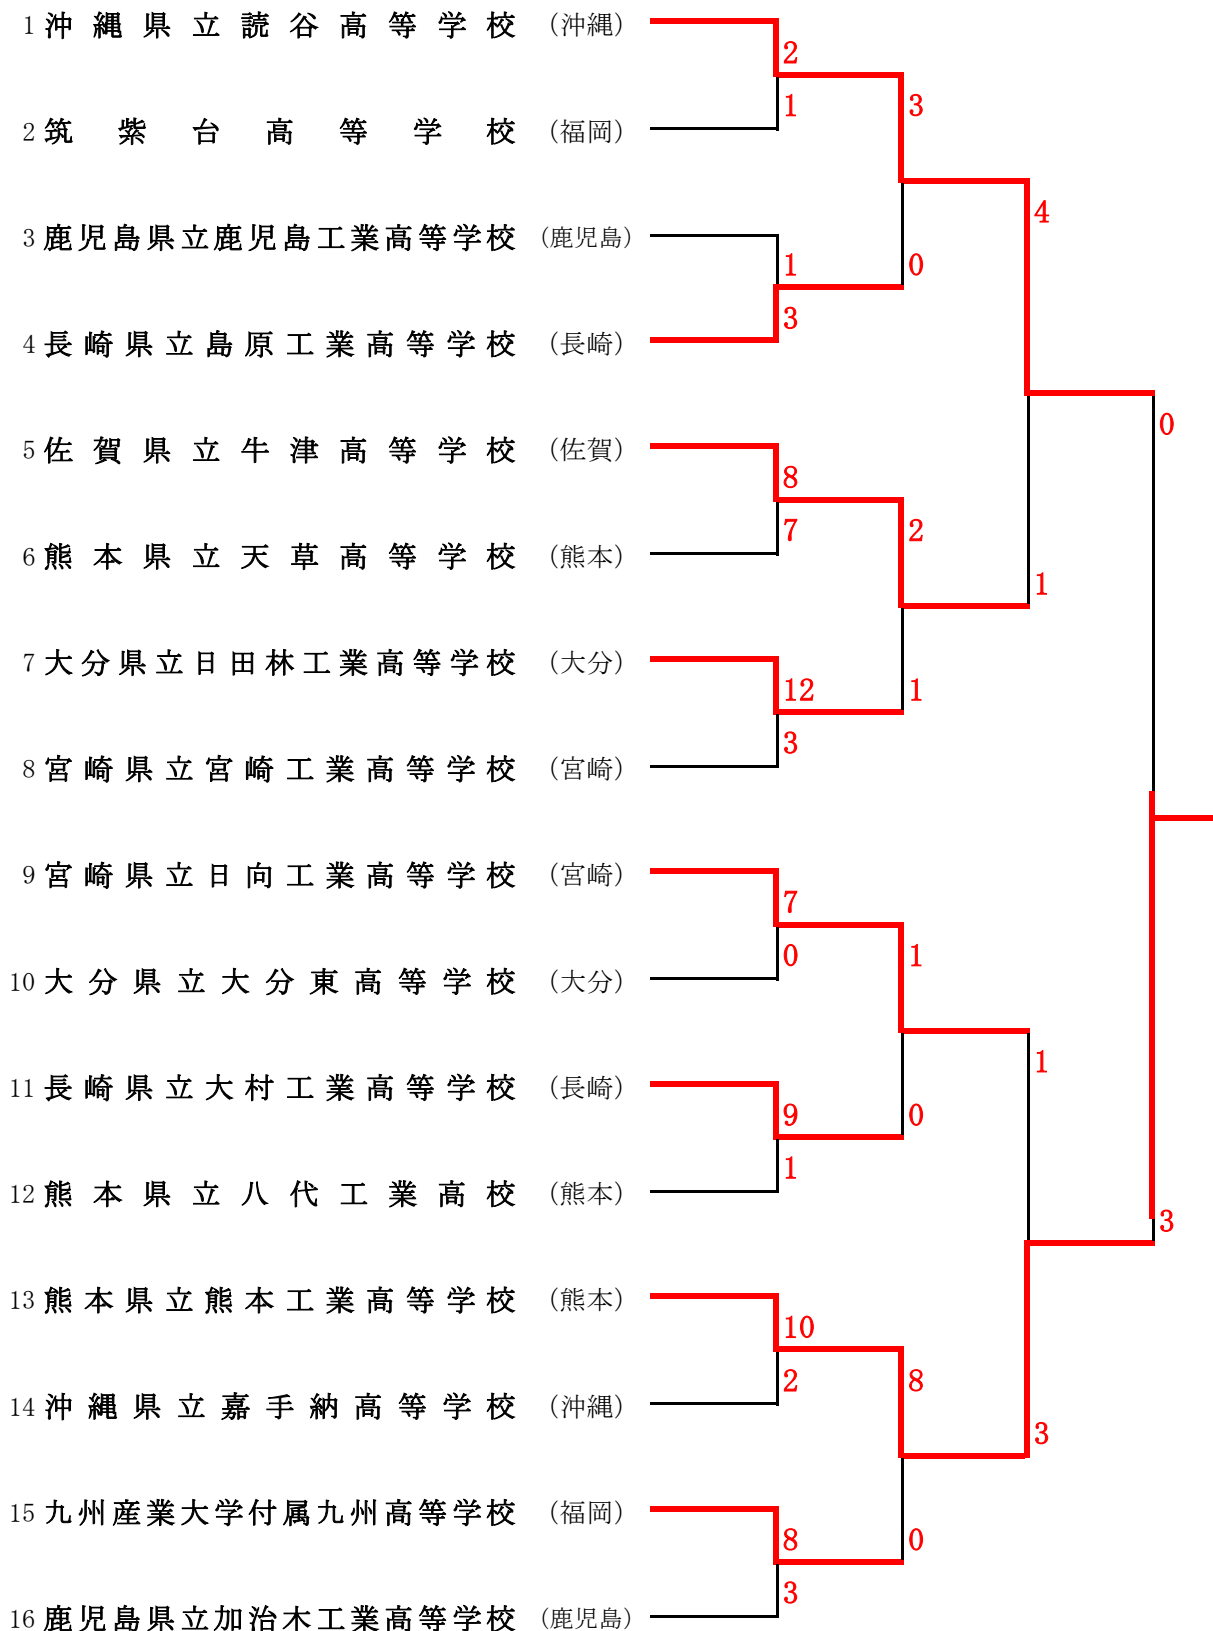 1 沖縄県立読谷高等学校 (沖縄)
2
3
1
2 筑紫台高等学校 (福岡)
4
3 鹿児島県立鹿児島工業高等学校 (鹿児島)
1
0
3
4 長崎県立島原工業高等学校 (長崎)
0
5 佐賀県立牛津高等学校 (佐賀)
8
7
2
6 熊本県立天草高等学校 (熊本)
1
7 大分県立日田林工業高等学校 (大分)
12
1
3
8 宮崎県立宮崎工業高等学校 (宮崎)
9 宮崎県立日向工業高等学校 (宮崎)
7
0
1
10 大分県立大分東高等学校 (大分)
1
11 長崎県立大村工業高等学校 (長崎)
9
0
1
12 熊本県立八代工業高校 (熊本)
3
13 熊本県立熊本工業高等学校 (熊本)
10
2
8
14 沖縄県立嘉手納高等学校 (沖縄)
3
15 九州産業大学付属九州高等学校 (福岡)
8
0
3
16 鹿児島県立加治木工業高等学校 (鹿児島)